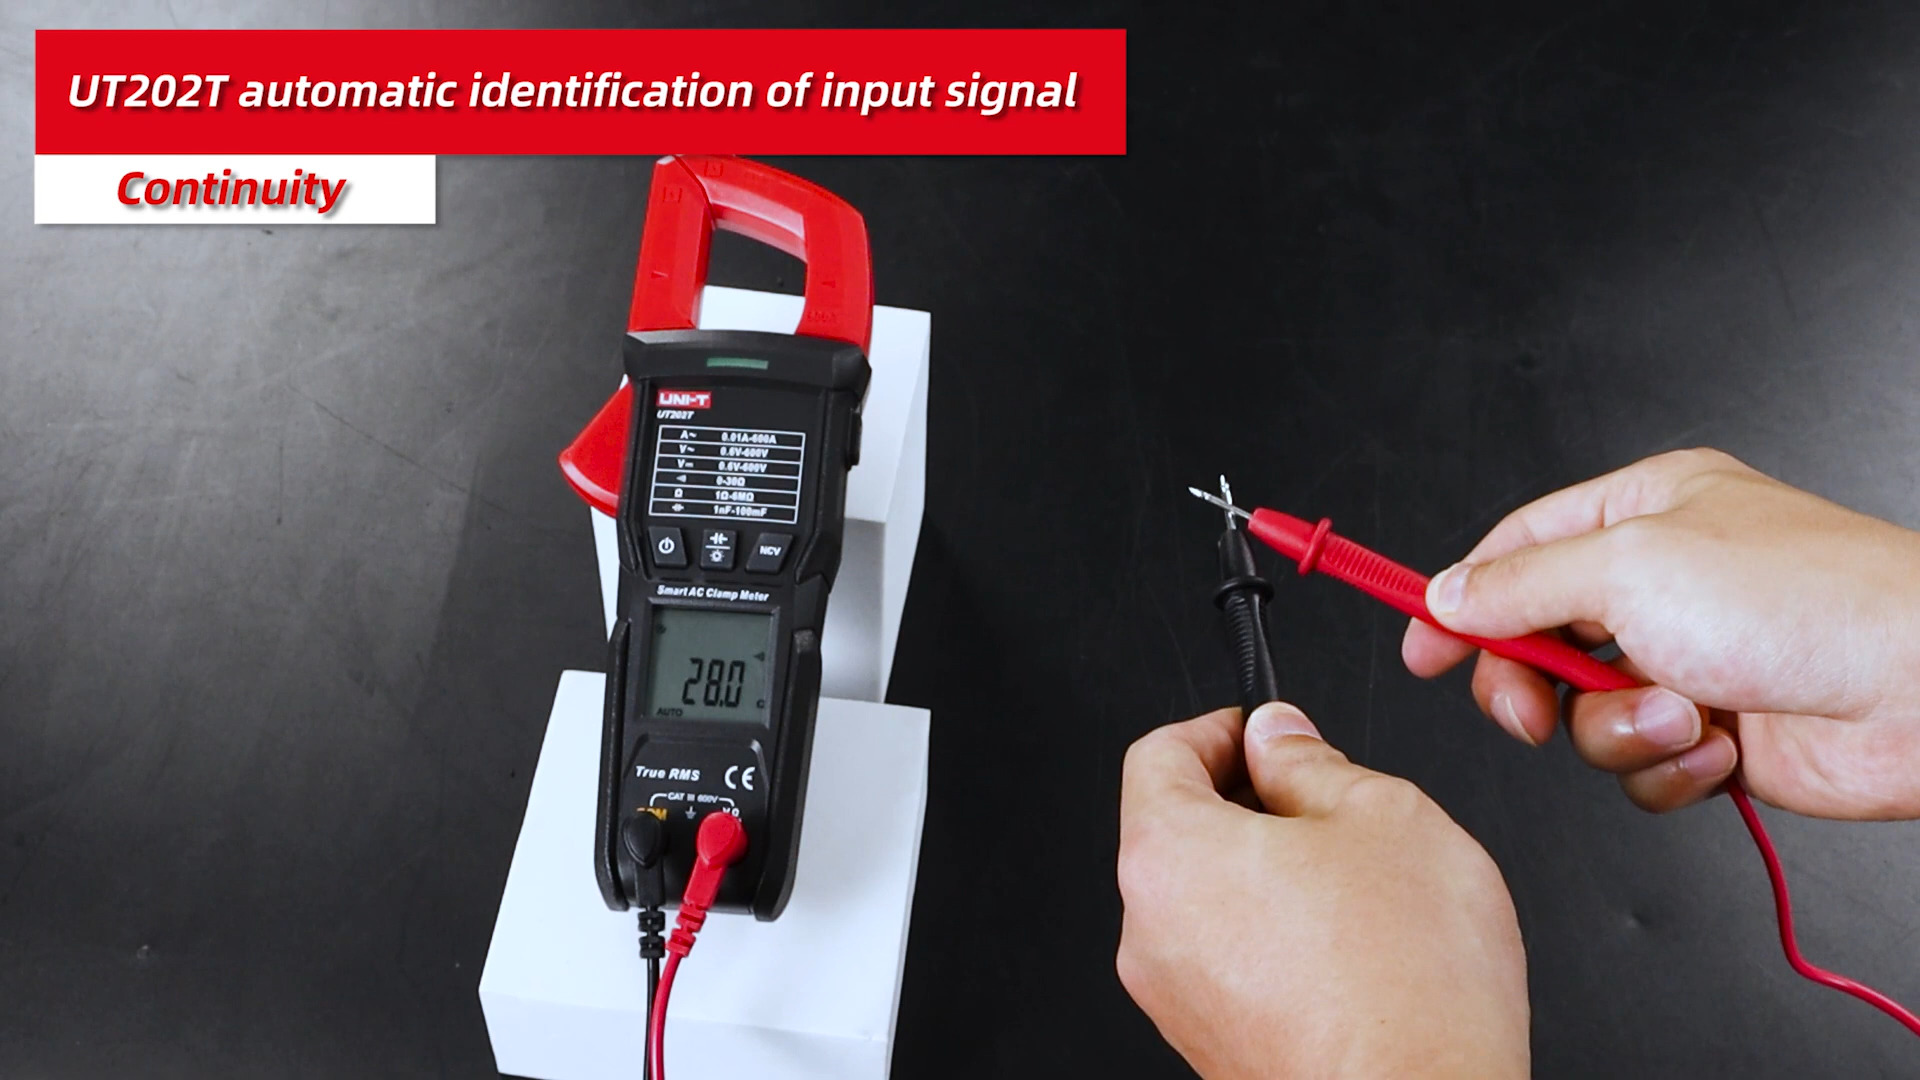 UT202T automatic identification of input signal
Continuity
UNI-T
UT202T
A~ 0.01A-600A
V~ 0.6V-600V
V⎓ 0.6V-600V
0-30Ω
Ω 1Ω-6MΩ
1nF-100mF
NCV
Smart AC Clamp Meter
28.0
AUTO
True RMS CE
CAT III 600V
COM VΩ